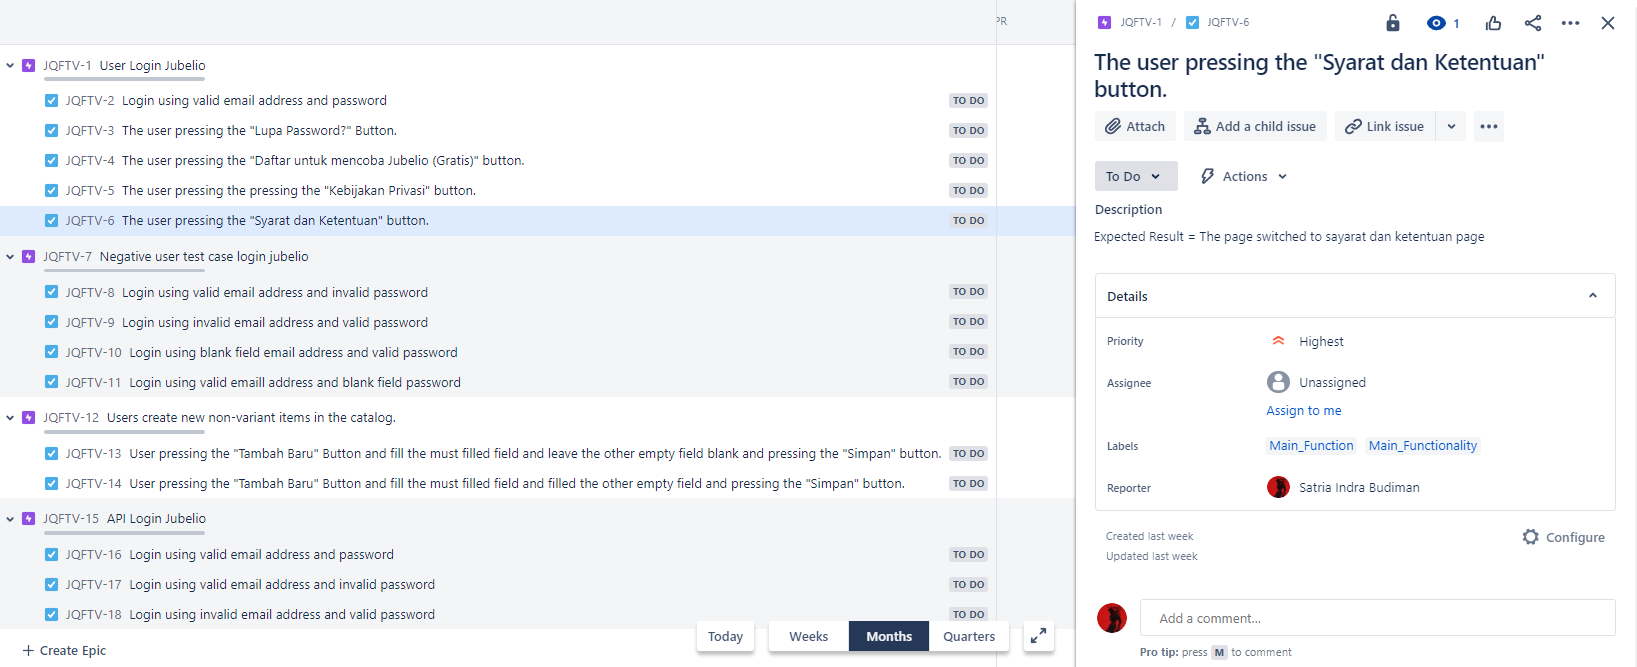 PR
JQFTV-1 User Login Jubelio
JQFTV-2 Login using valid email address and password TO DO
JQFTV-3 The user pressing the "Lupa Password?" Button. TO DO
JQFTV-4 The user pressing the "Daftar untuk mencoba Jubelio (Gratis)" button. TO DO
JQFTV-5 The user pressing the pressing the "Kebijakan Privasi" button. TO DO
JQFTV-6 The user pressing the "Syarat dan Ketentuan" button. TO DO
JQFTV-7 Negative user test case login jubelio
JQFTV-8 Login using valid email address and invalid password TO DO
JQFTV-9 Login using invalid email address and valid password TO DO
JQFTV-10 Login using blank field email address and valid password TO DO
JQFTV-11 Login using valid emaill address and blank field password TO DO
JQFTV-12 Users create new non-variant items in the catalog.
JQFTV-13 User pressing the "Tambah Baru" Button and fill the must filled field and leave the other empty field blank and pressing the "Simpan" button. TO DO
JQFTV-14 User pressing the "Tambah Baru" Button and fill the must filled field and filled the other empty field and pressing the "Simpan" button. TO DO
JQFTV-15 API Login Jubelio
JQFTV-16 Login using valid email address and password TO DO
JQFTV-17 Login using valid email address and invalid password TO DO
JQFTV-18 Login using invalid email address and valid password TO DO
Today Weeks Months Quarters
+ Create Epic
JQFTV-1 / JQFTV-6 1
The user pressing the "Syarat dan Ketentuan"
button.
Attach Add a child issue Link issue
To Do Actions
Description
Expected Result = The page switched to sayarat dan ketentuan page
Details
Priority Highest
Assignee Unassigned
Assign to me
Labels Main_Function Main_Functionality
Reporter Satria Indra Budiman
Created last week
Updated last week
Configure
Add a comment...
Pro tip: press M to comment